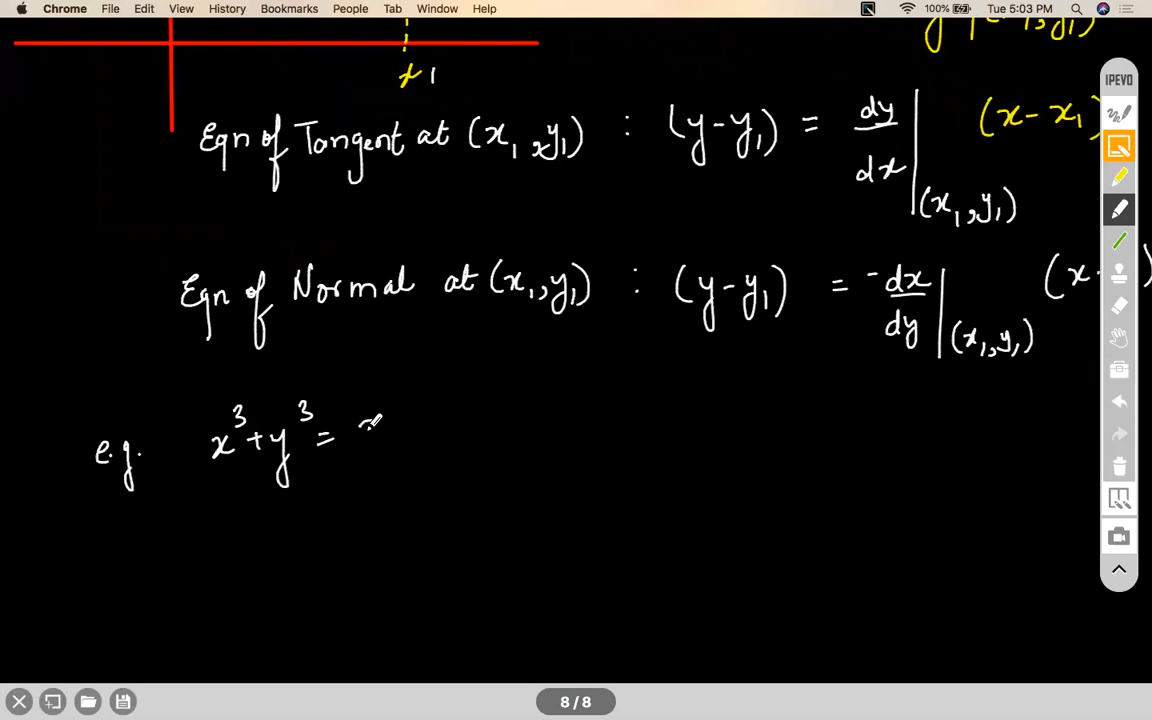 Chrome File Edit View History Bookmarks People Tab Window Help 100% Tue 5:03 PM
IPEVO
x1
Eqn of Tangent at (x1, y1) : (y-y1) = dy/dx | (x1, y1) (x-x1)
Eqn of Normal at (x1, y1) : (y-y1) = -dx/dy | (x1, y1) (x-
e.g. x³+y³ =
8 / 8